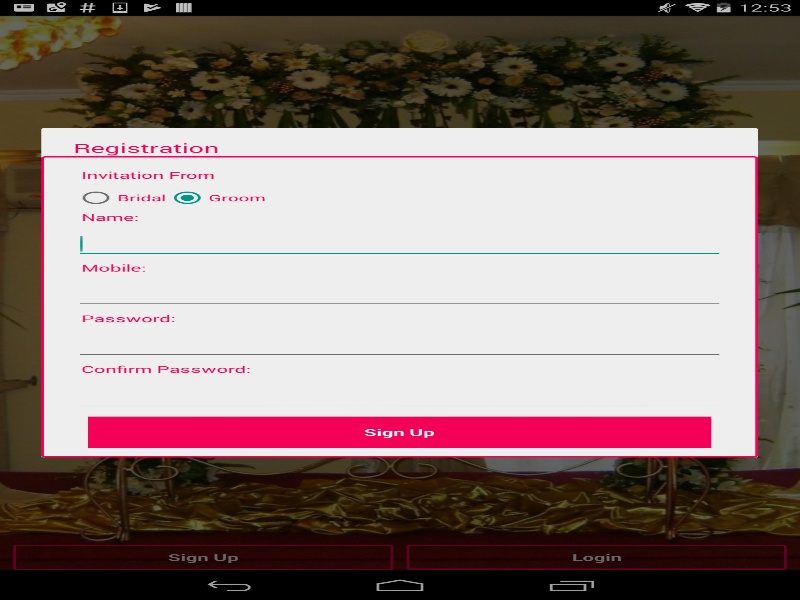 12:53
Registration
Invitation From
Bridal Groom
Name:
Mobile:
Password:
Confirm Password:
Sign Up
Sign Up Login